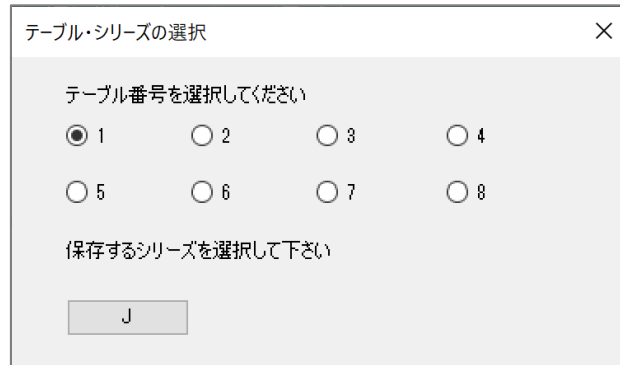 テーブル・シリーズの選択
テーブル番号を選択してください
1 2 3 4
5 6 7 8
保存するシリーズを選択して下さい
J